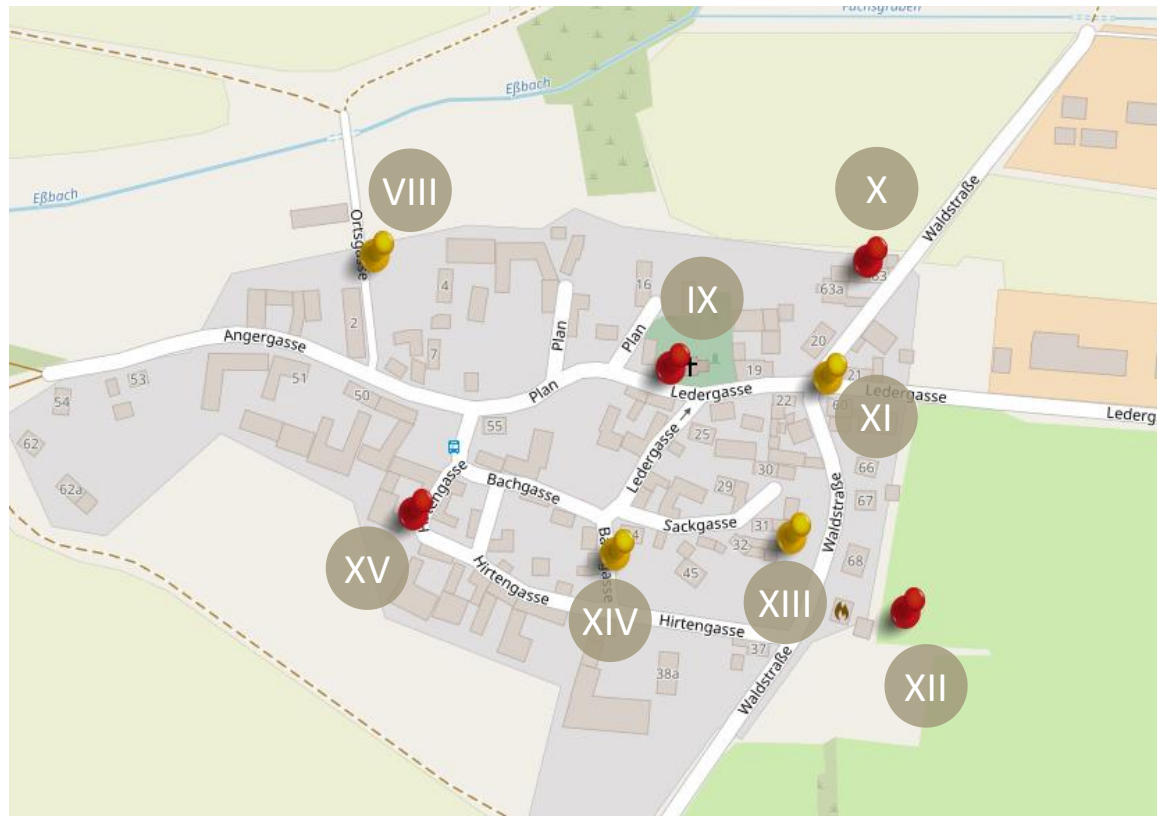 Fuchsgraben
Eßbach
Eßbach
VIII
X
Waldstraße
Ortsgasse
4
16
IX
63a
63
Plan
Plan
20
2
Angergasse
7
51
53
54
50
Plan
19
21
Ledergasse
Ledergasse
Ledergasse
22
60
XI
55
25
62
62a
Ledergasse
30
66
67
29
Bachgasse
Hirtengasse
Sackgasse
31
32
Waldstraße
45
68
XV
Hirtengasse
XIV
XIII
Hirtengasse
37
38a
XII
Waldstraße